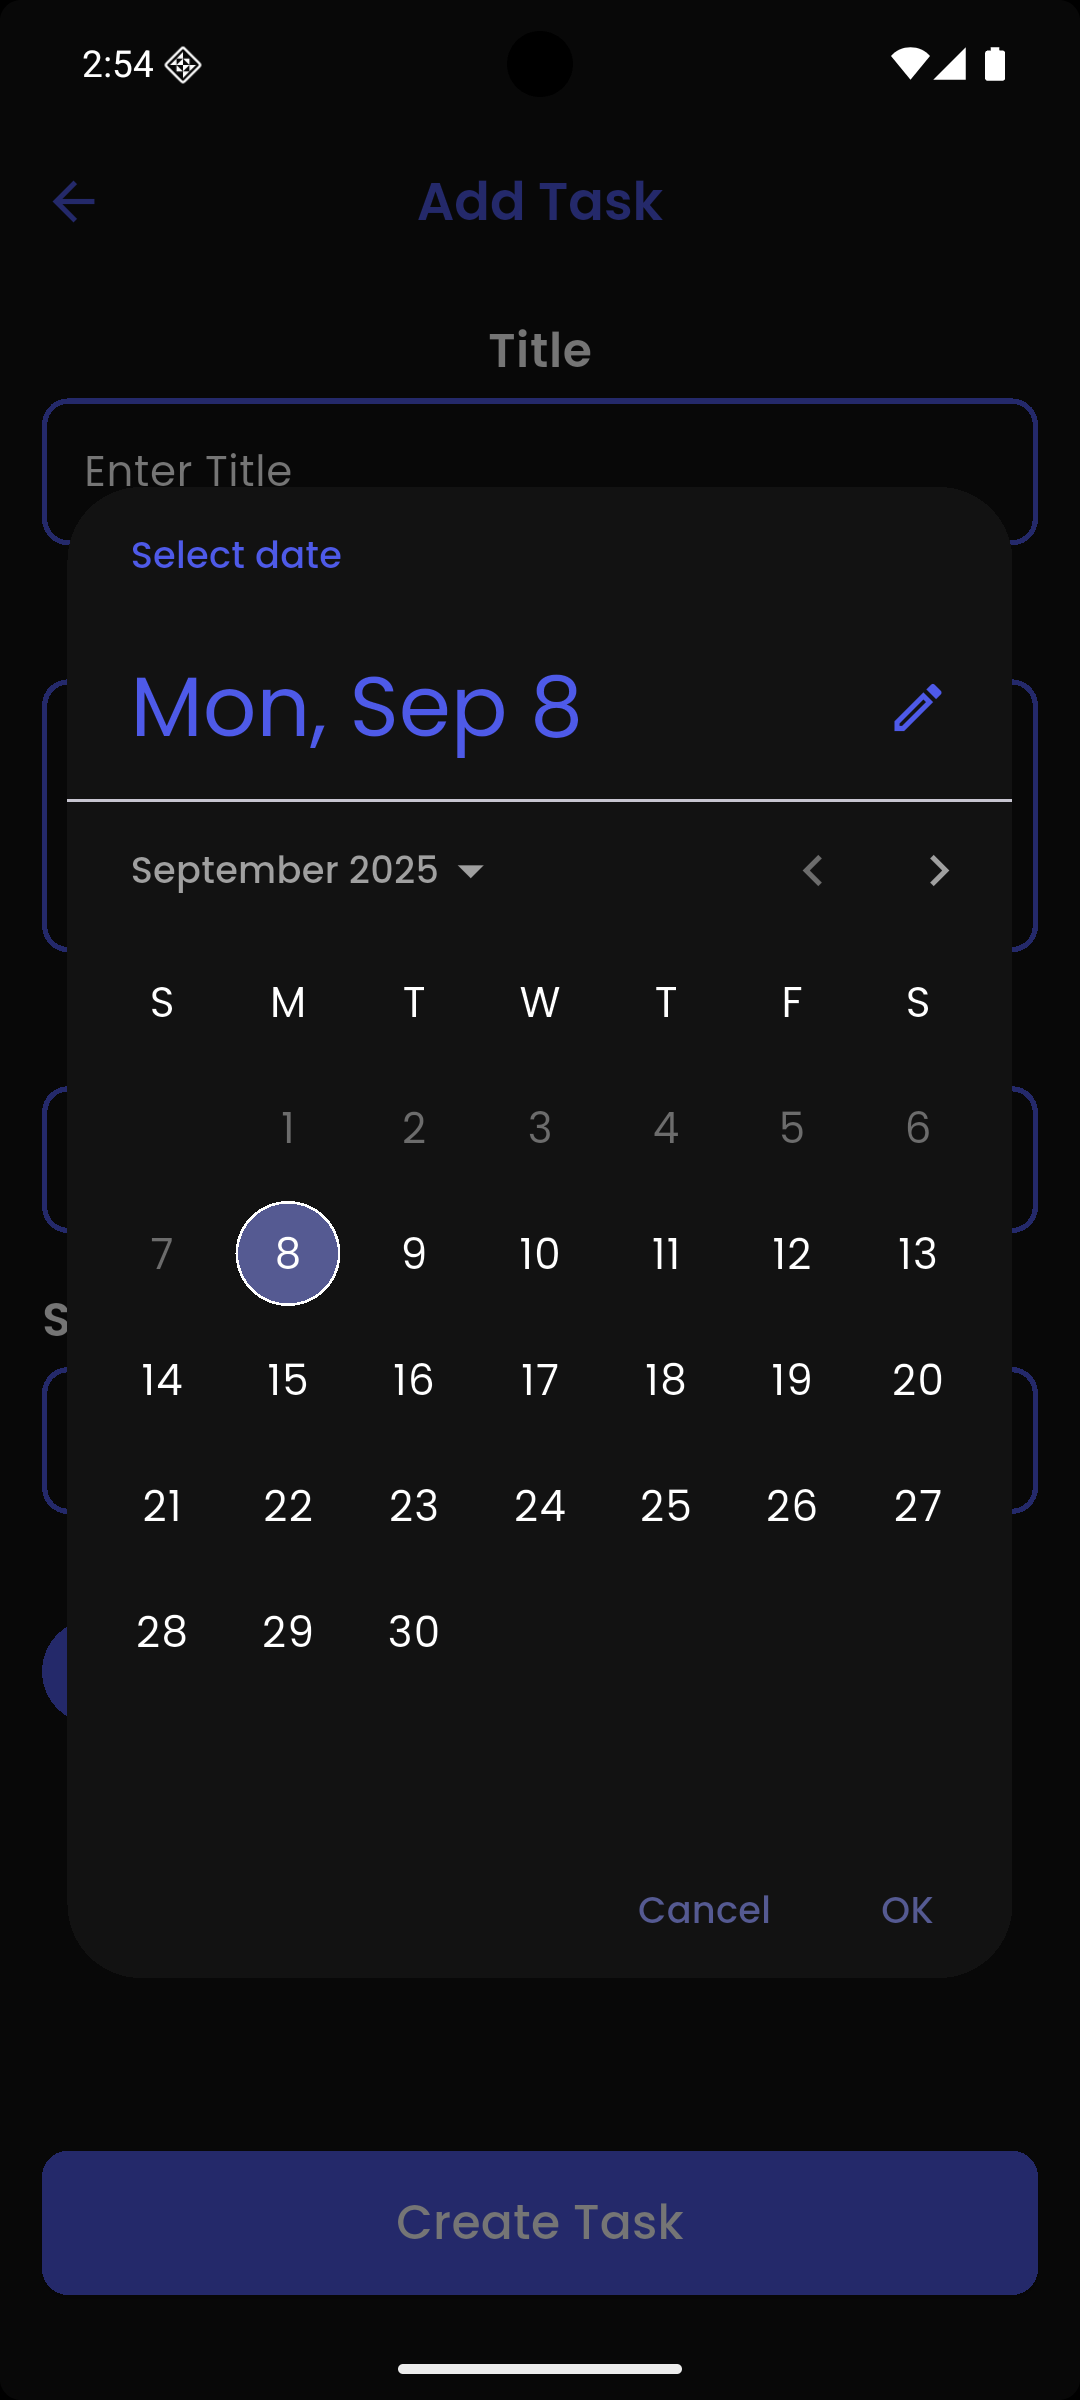 2:54
Add Task
Title
Enter Title
Select date
Mon, Sep 8
September 2025
S M T W T F S
1 2 3 4 5 6
7 8 9 10 11 12 13
14 15 16 17 18 19 20
21 22 23 24 25 26 27
28 29 30
S
Cancel OK
Create Task